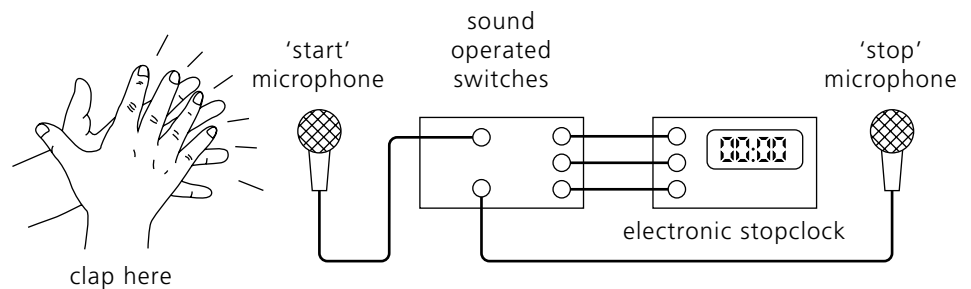 ‘start’
microphone
sound
operated
switches
‘stop’
microphone
00:00
electronic stopclock
clap here